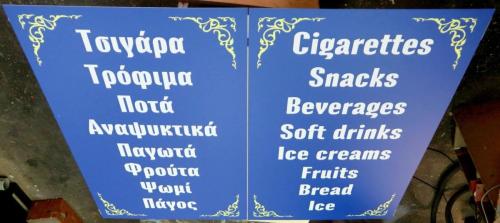 Τσιγάρα
Τρόφιμα
Ποτά
Αναψυκτικά
Παγωτά
Φρούτα
Ψωμί
Πάγος
Cigarettes
Snacks
Beverages
Soft drinks
Ice creams
Fruits
Bread
Ice